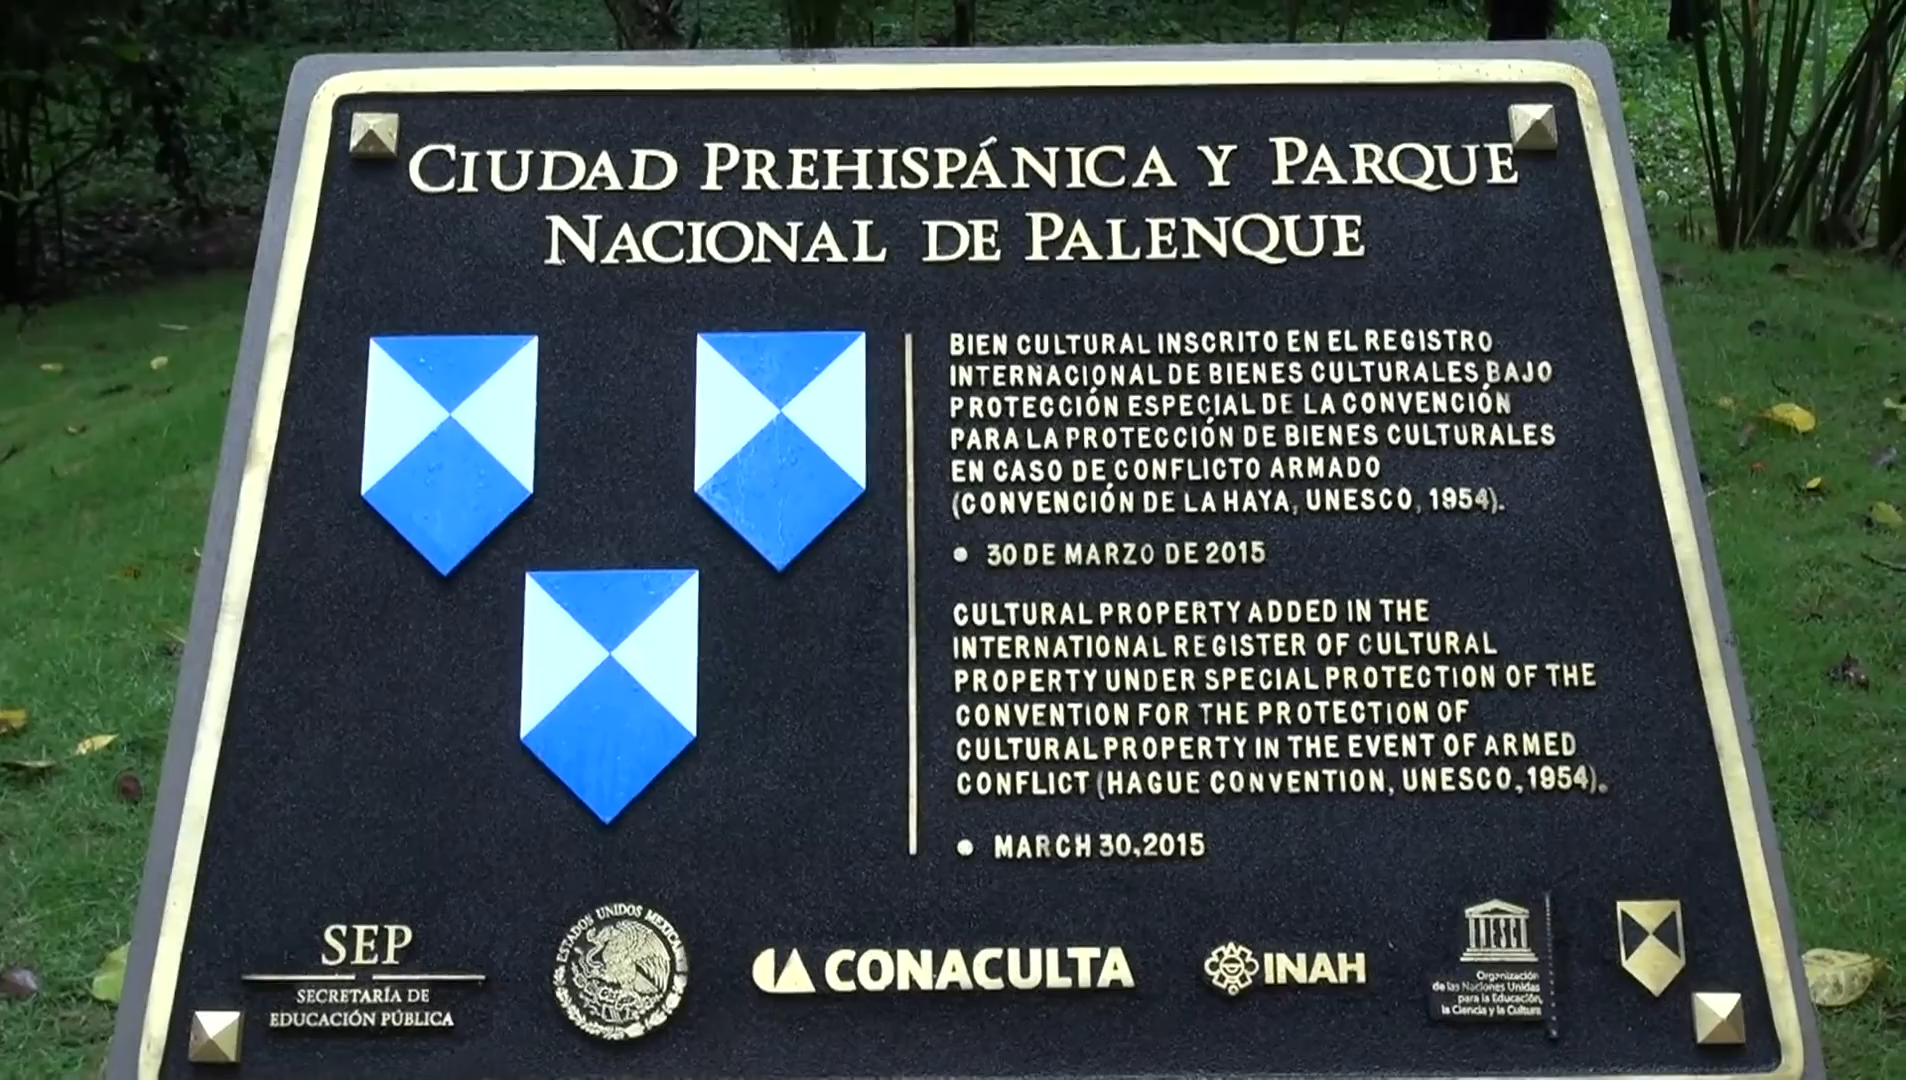 CIUDAD PREHISPÁNICA Y PARQUE
NACIONAL DE PALENQUE
BIEN CULTURAL INSCRITO EN EL REGISTRO
INTERNACIONAL DE BIENES CULTURALES BAJO
PROTECCIÓN ESPECIAL DE LA CONVENCIÓN
PARA LA PROTECCIÓN DE BIENES CULTURALES
EN CASO DE CONFLICTO ARMADO
(CONVENCIÓN DE LA HAYA, UNESCO, 1954).
• 30 DE MARZO DE 2015
CULTURAL PROPERTY ADDED IN THE
INTERNATIONAL REGISTER OF CULTURAL
PROPERTY UNDER SPECIAL PROTECTION OF THE
CONVENTION FOR THE PROTECTION OF
CULTURAL PROPERTY IN THE EVENT OF ARMED
CONFLICT (HAGUE CONVENTION, UNESCO, 1954).
• MARCH 30, 2015
SEP
SECRETARÍA DE
EDUCACIÓN PÚBLICA
ESTADOS UNIDOS MEXICANOS
CONACULTA
INAH
UNESCO
Organización
de las Naciones Unidas
para la Educación,
la Ciencia y la Cultura